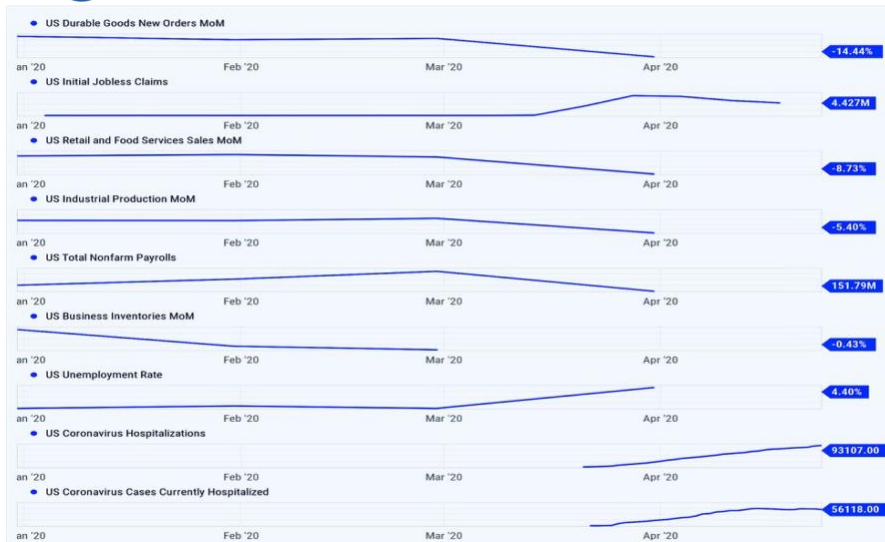 US Durable Goods New Orders MoM
-14.44%
an '20 Feb '20 Mar '20 Apr '20
US Initial Jobless Claims
4.427M
an '20 Feb '20 Mar '20 Apr '20
US Retail and Food Services Sales MoM
-8.73%
an '20 Feb '20 Mar '20 Apr '20
US Industrial Production MoM
-5.40%
an '20 Feb '20 Mar '20 Apr '20
US Total Nonfarm Payrolls
151.79M
an '20 Feb '20 Mar '20 Apr '20
US Business Inventories MoM
-0.43%
an '20 Feb '20 Mar '20 Apr '20
US Unemployment Rate
4.40%
an '20 Feb '20 Mar '20 Apr '20
US Coronavirus Hospitalizations
93107.00
an '20 Feb '20 Mar '20 Apr '20
US Coronavirus Cases Currently Hospitalized
56118.00
an '20 Feb '20 Mar '20 Apr '20